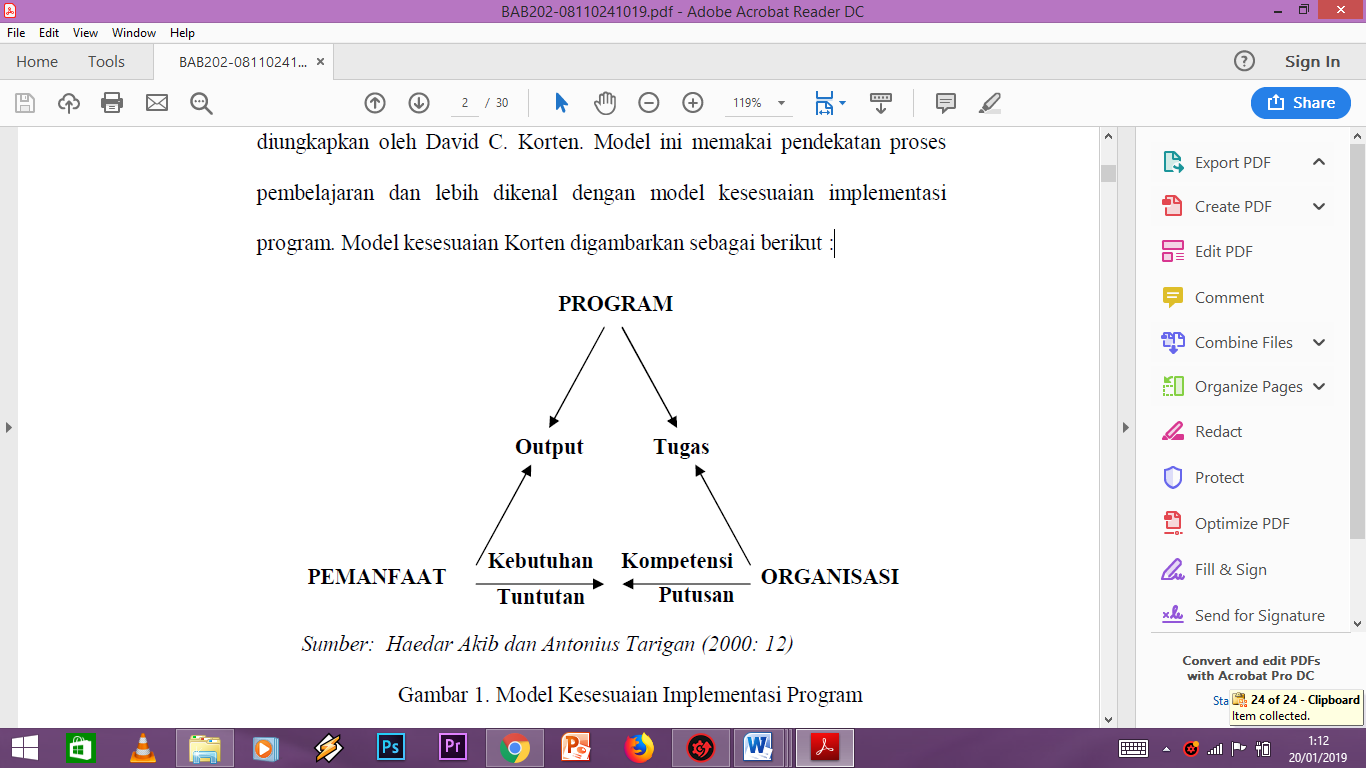 BAB202-08110241019.pdf - Adobe Acrobat Reader DC
File Edit View Window Help
Home Tools BAB202-08110241... × Sign In
2 / 30 119% Share
diungkapkan oleh David C. Korten. Model ini memakai pendekatan proses
pembelajaran dan lebih dikenal dengan model kesesuaian implementasi
program. Model kesesuaian Korten digambarkan sebagai berikut :
PROGRAM
Output Tugas
Kebutuhan Kompetensi
PEMANFAAT ORGANISASI
Tuntutan Putusan
Sumber: Haedar Akib dan Antonius Tarigan (2000: 12)
Gambar 1. Model Kesesuaian Implementasi Program
Export PDF
Create PDF
Edit PDF
Comment
Combine Files
Organize Pages
Redact
Protect
Optimize PDF
Fill & Sign
Send for Signature
Convert and edit PDFs
with Acrobat Pro DC
Sta
24 of 24 - Clipboard
Item collected.
Ps Pr
1:12
20/01/2019